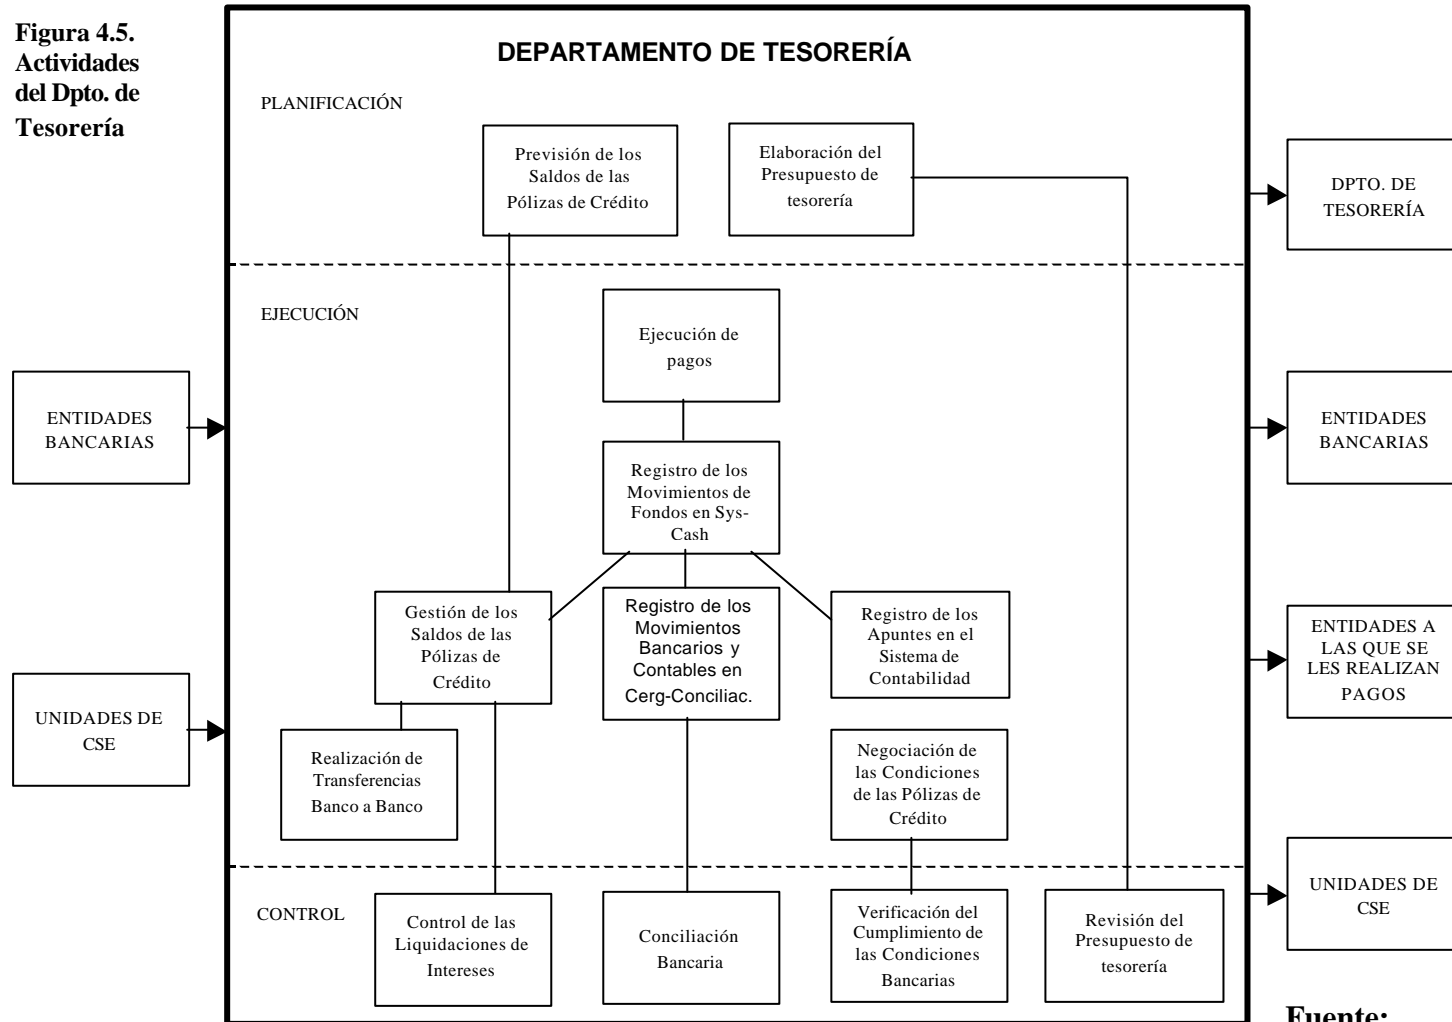 Figura 4.5.
Actividades
del Dpto. de
Tesorería
DEPARTAMENTO DE TESORERÍA
PLANIFICACIÓN
Previsión de los
Saldos de las
Pólizas de Crédito
Elaboración del
Presupuesto de
tesorería
DPTO. DE
TESORERÍA
EJECUCIÓN
Ejecución de
pagos
ENTIDADES
BANCARIAS
ENTIDADES
BANCARIAS
Registro de los
Movimientos de
Fondos en Sys-
Cash
Gestión de los
Saldos de las
Pólizas de
Crédito
Registro de los
Movimientos
Bancarios y
Contables en
Cerg-Conciliac.
Registro de los
Apuntes en el
Sistema de
Contabilidad
ENTIDADES A
LAS QUE SE
LES REALIZAN
PAGOS
UNIDADES DE
CSE
Realización de
Transferencias
Banco a Banco
Negociación de
las Condiciones
de las Pólizas de
Crédito
CONTROL
Control de las
Liquidaciones de
Intereses
Conciliación
Bancaria
Verificación del
Cumplimiento de
las Condiciones
Bancarias
Revisión del
Presupuesto de
tesorería
UNIDADES DE
CSE
Fuente: